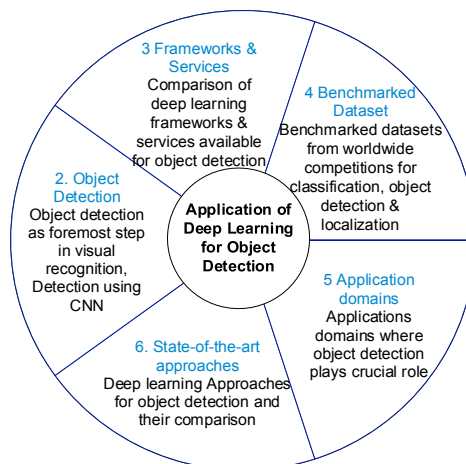 3 Frameworks &
Services
Comparison of
deep learning
frameworks &
services available
for object detection
4 Benchmarked
Dataset
Benchmarked datasets
from worldwide
competitions for
classification, object
detection &
localization
2. Object
Detection
Object detection
as foremost step
in visual
recognition,
Detection using
CNN
Application of
Deep Learning
for Object
Detection
5 Application
domains
Applications
domains where
object detection
plays crucial role
6. State-of-the-art
approaches
Deep learning Approaches
for object detection and
their comparison